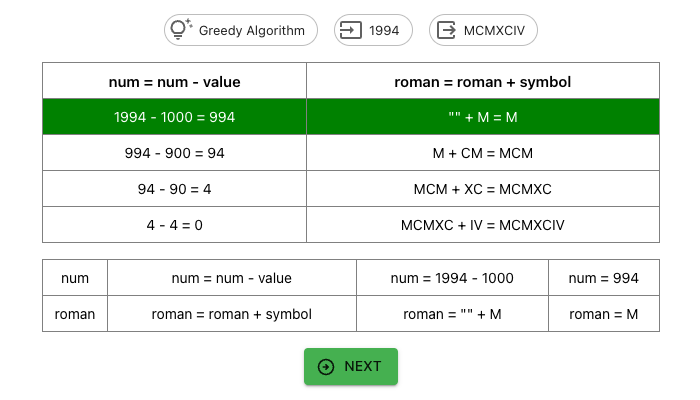 Greedy Algorithm 1994 MCMXCIV
num = num - value roman = roman + symbol
1994 - 1000 = 994 "" + M = M
994 - 900 = 94 M + CM = MCM
94 - 90 = 4 MCM + XC = MCMXC
4 - 4 = 0 MCMXC + IV = MCMXCIV
num num = num - value num = 1994 - 1000 num = 994
roman roman = roman + symbol roman = "" + M roman = M
NEXT